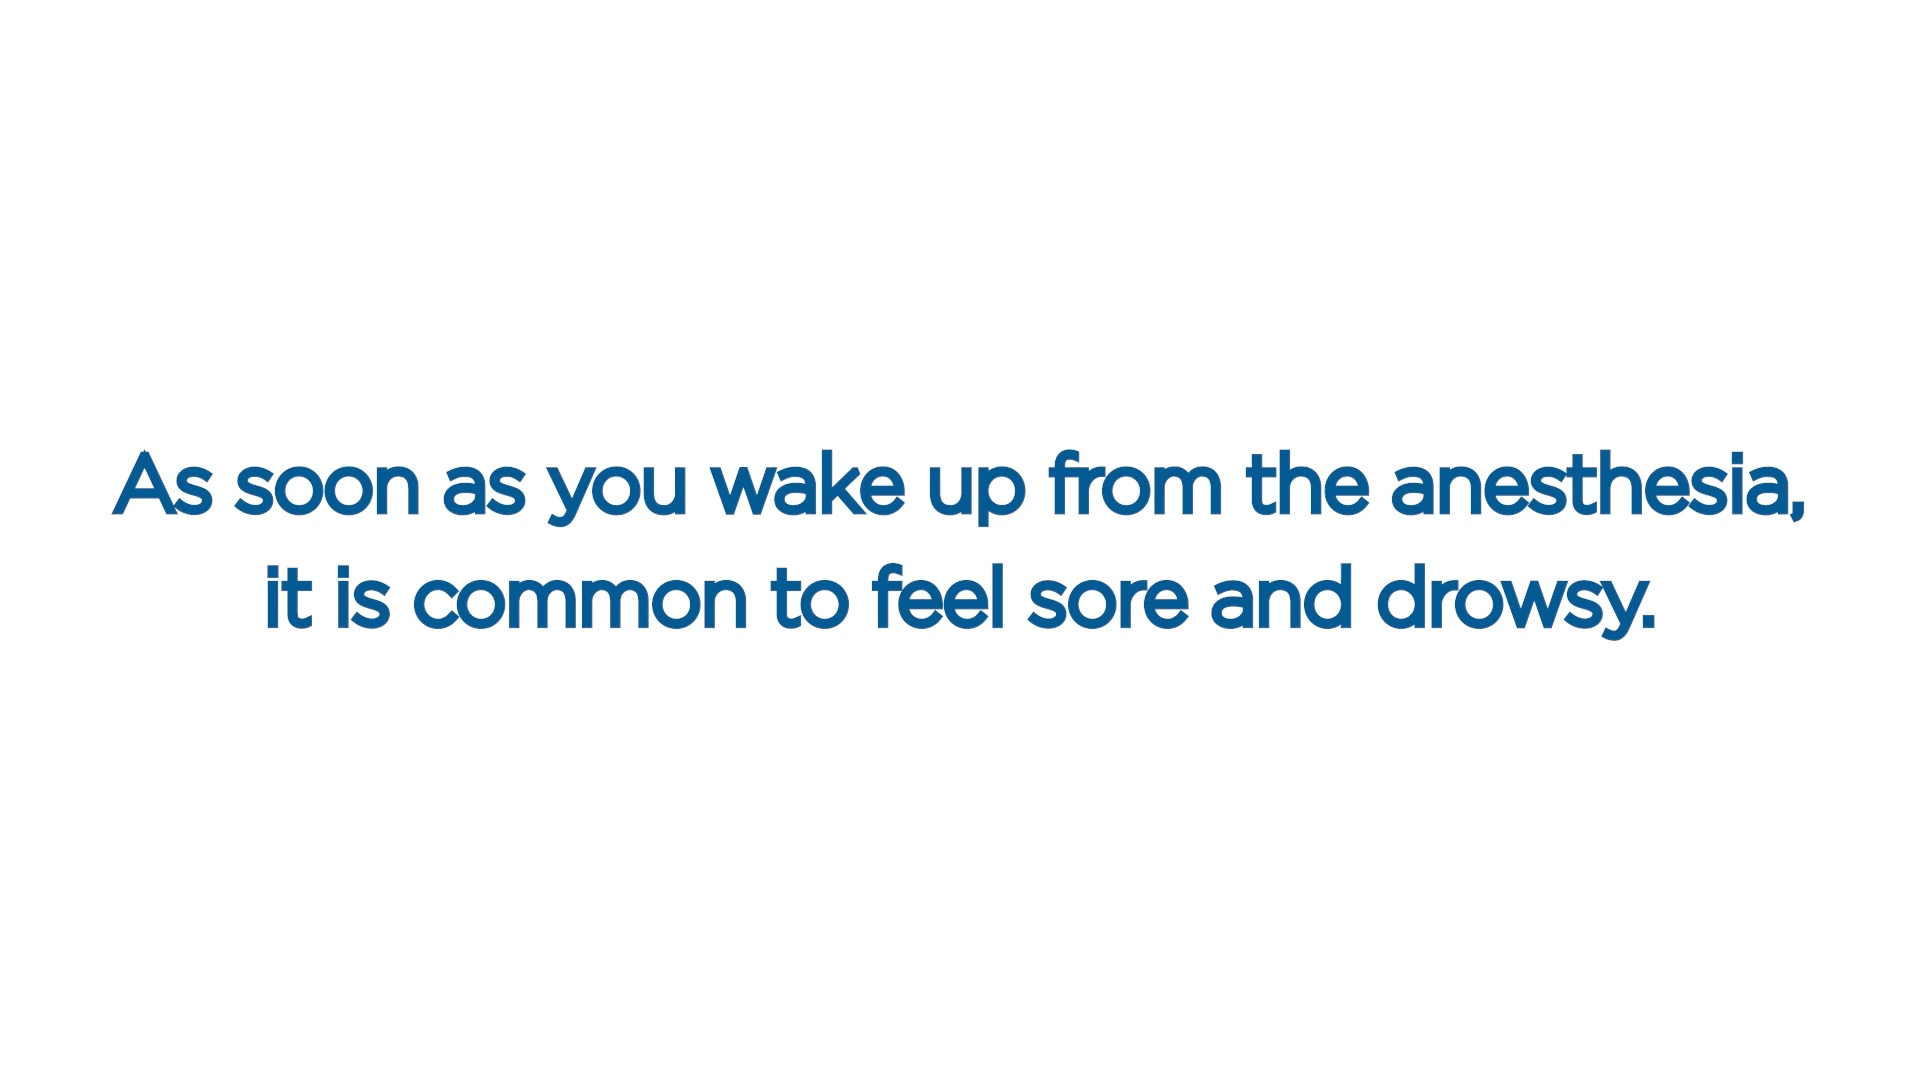 As soon as you wake up from the anesthesia,
it is common to feel sore and drowsy.